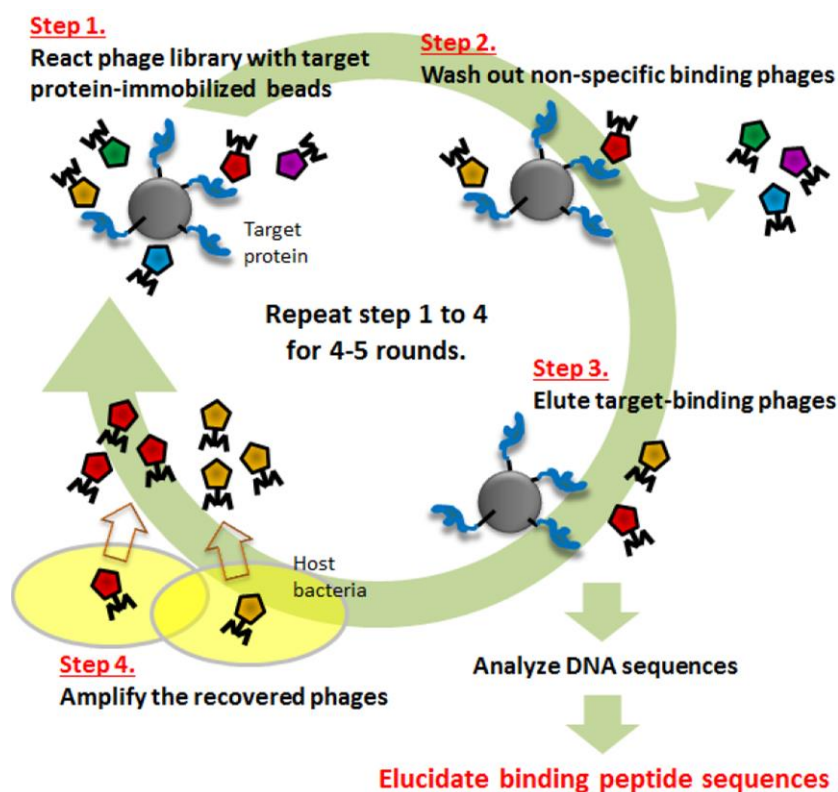 Step 1.
React phage library with target
protein-immobilized beads
Step 2.
Wash out non-specific binding phages
Target
protein
Repeat step 1 to 4
for 4-5 rounds.
Step 3.
Elute target-binding phages
Host
bacteria
Step 4.
Amplify the recovered phages
Analyze DNA sequences
Elucidate binding peptide sequences